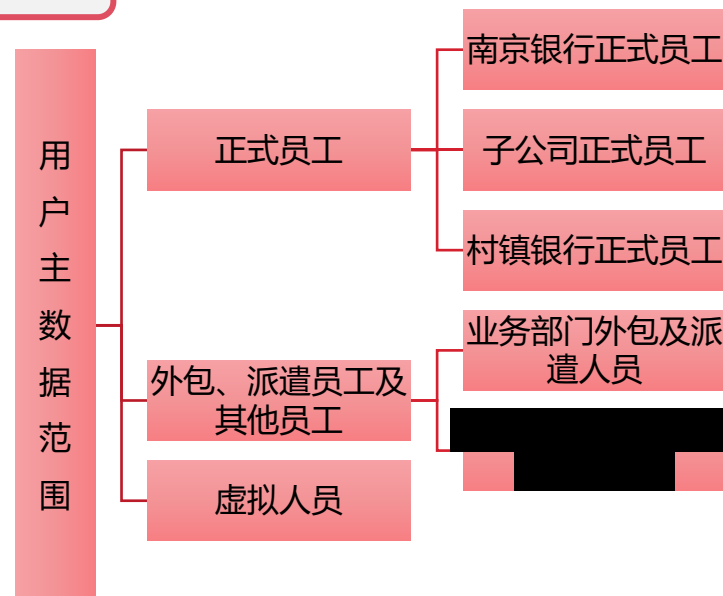 用户主数据范围
正式员工
南京银行正式员工
子公司正式员工
村镇银行正式员工
外包、派遣员工及
其他员工
业务部门外包及派
遣人员
虚拟人员